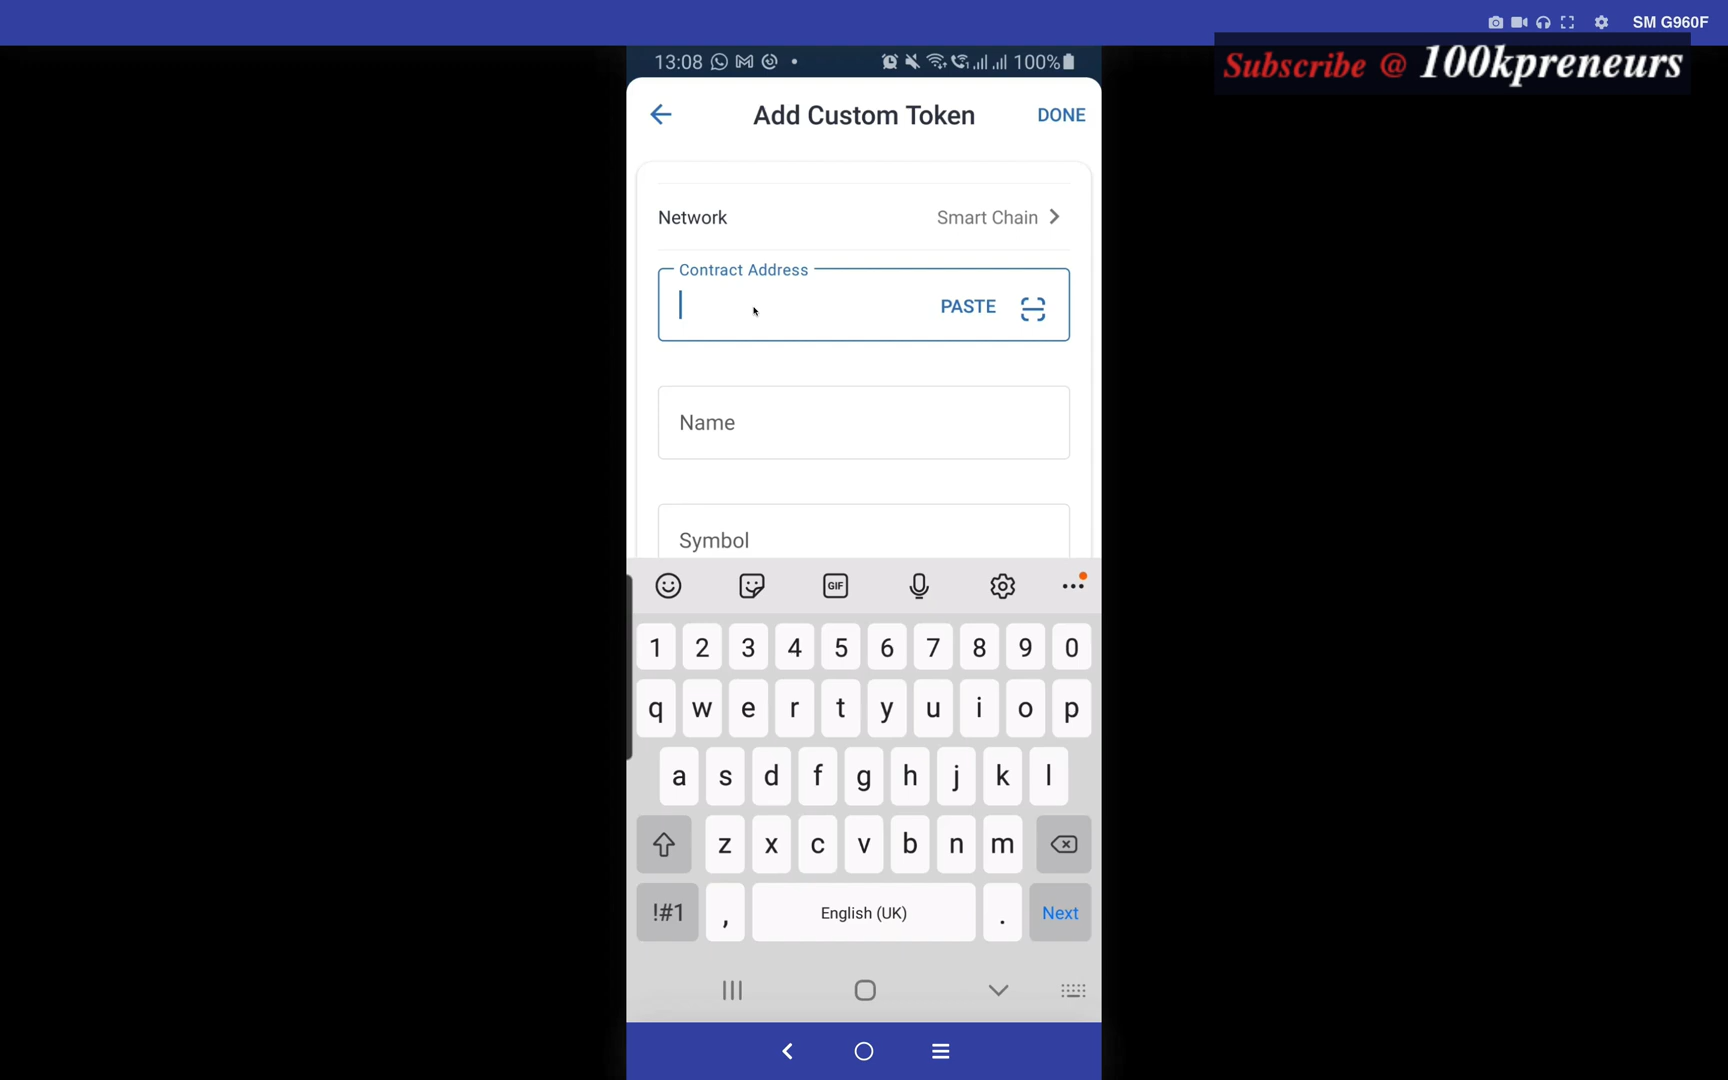 SM G960F
Subscribe @ 100kpreneurs
13:08 100%
Add Custom Token DONE
Network Smart Chain
Contract Address
PASTE
Name
Symbol
GIF
1 2 3 4 5 6 7 8 9 0
q w e r t y u i o p
a s d f g h j k l
z x c v b n m
!#1 , English (UK) . Next